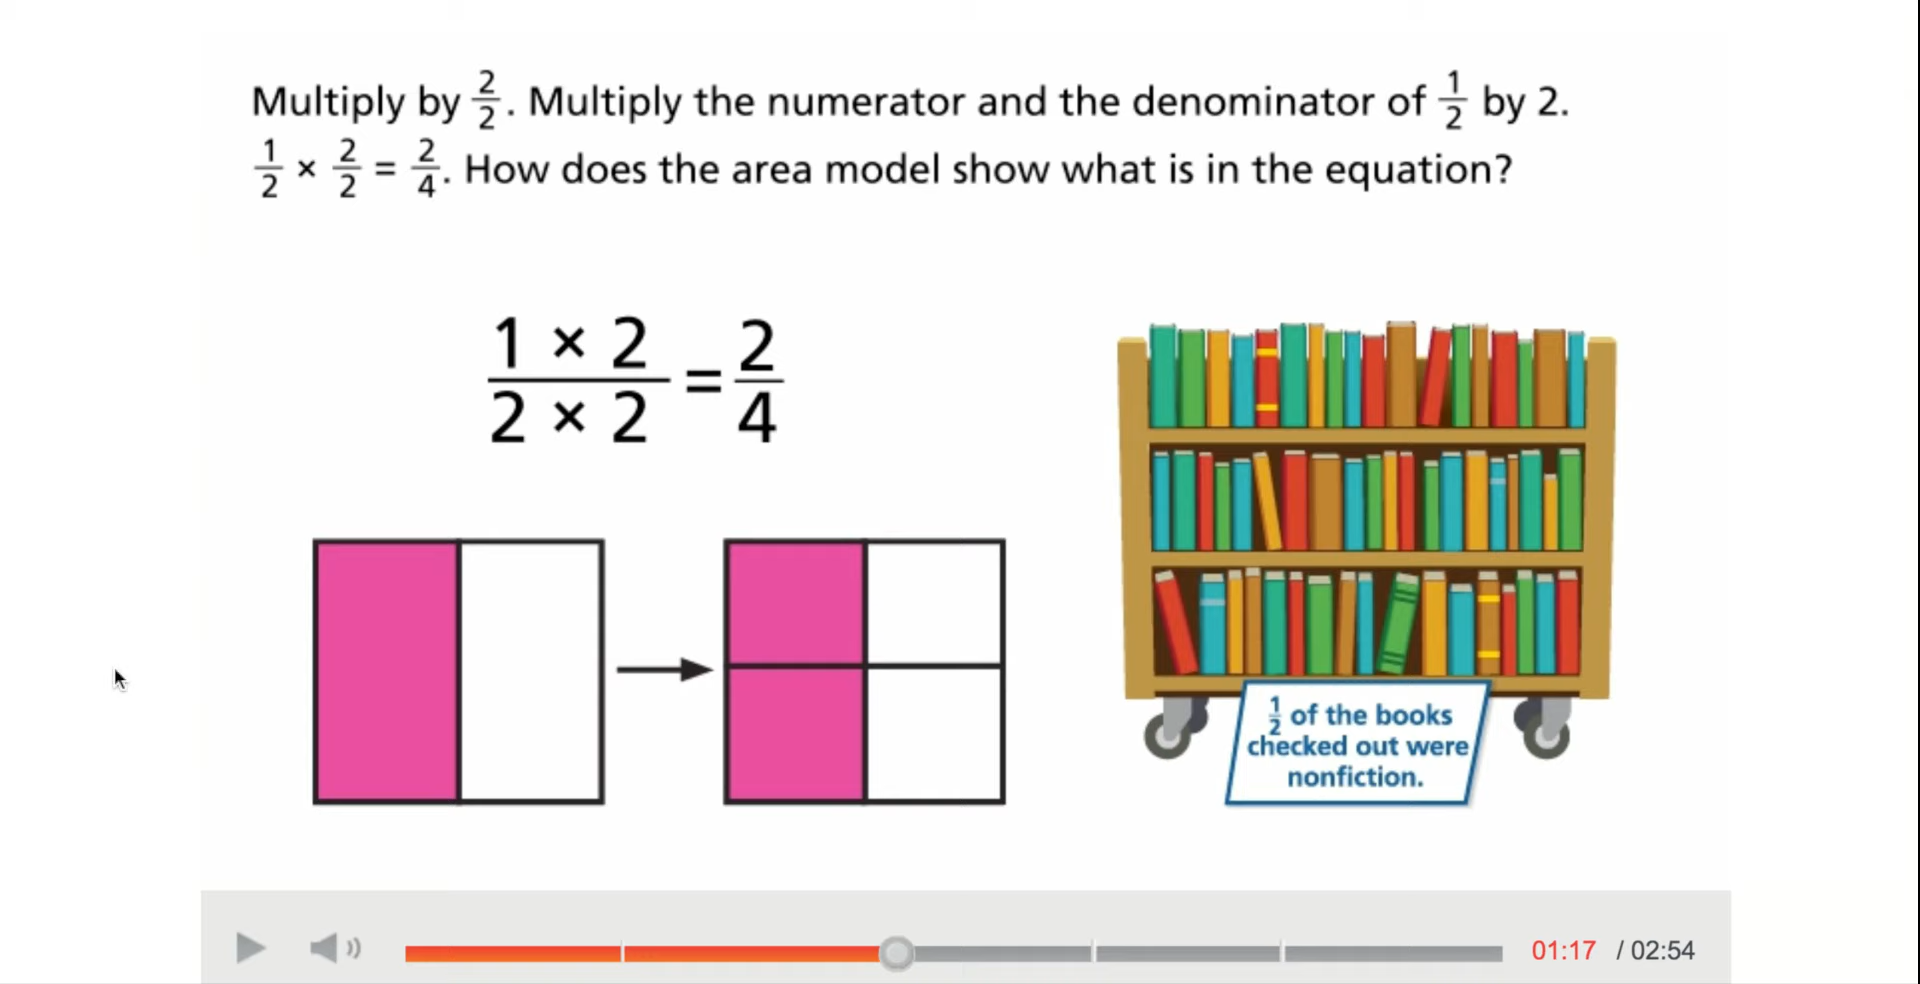 Multiply by 2/2. Multiply the numerator and the denominator of 1/2 by 2.
1/2 × 2/2 = 2/4. How does the area model show what is in the equation?
1 × 2 / 2 × 2 = 2/4
1/2 of the books
checked out were
nonfiction.
01:17 / 02:54